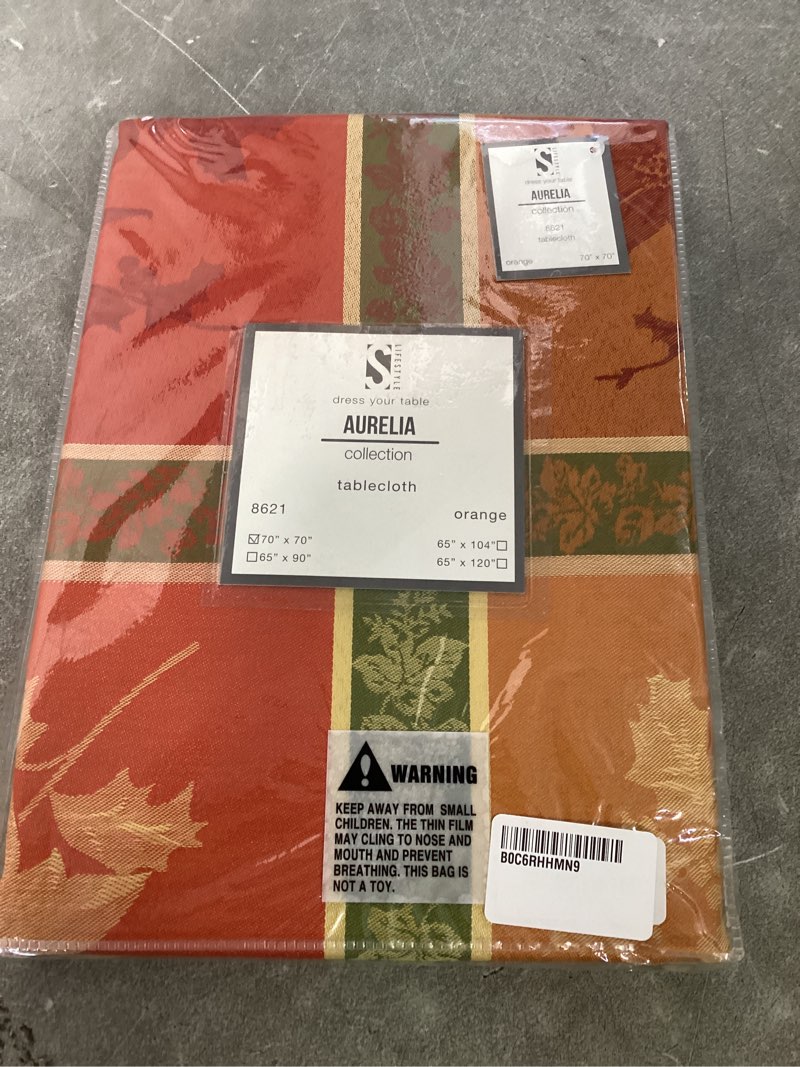 S LIFESTYLE
dress your table
AURELIA
collection
8621
tablecloth
orange 70" x 70"
S LIFESTYLE
dress your table
AURELIA
collection
tablecloth
8621 orange
☑70" x 70" 65" x 104"☐
☐65" x 90" 65" x 120"☐
WARNING
KEEP AWAY FROM SMALL
CHILDREN. THE THIN FILM
MAY CLING TO NOSE AND
MOUTH AND PREVENT
BREATHING. THIS BAG IS
NOT A TOY.
B0C6RHHMN9